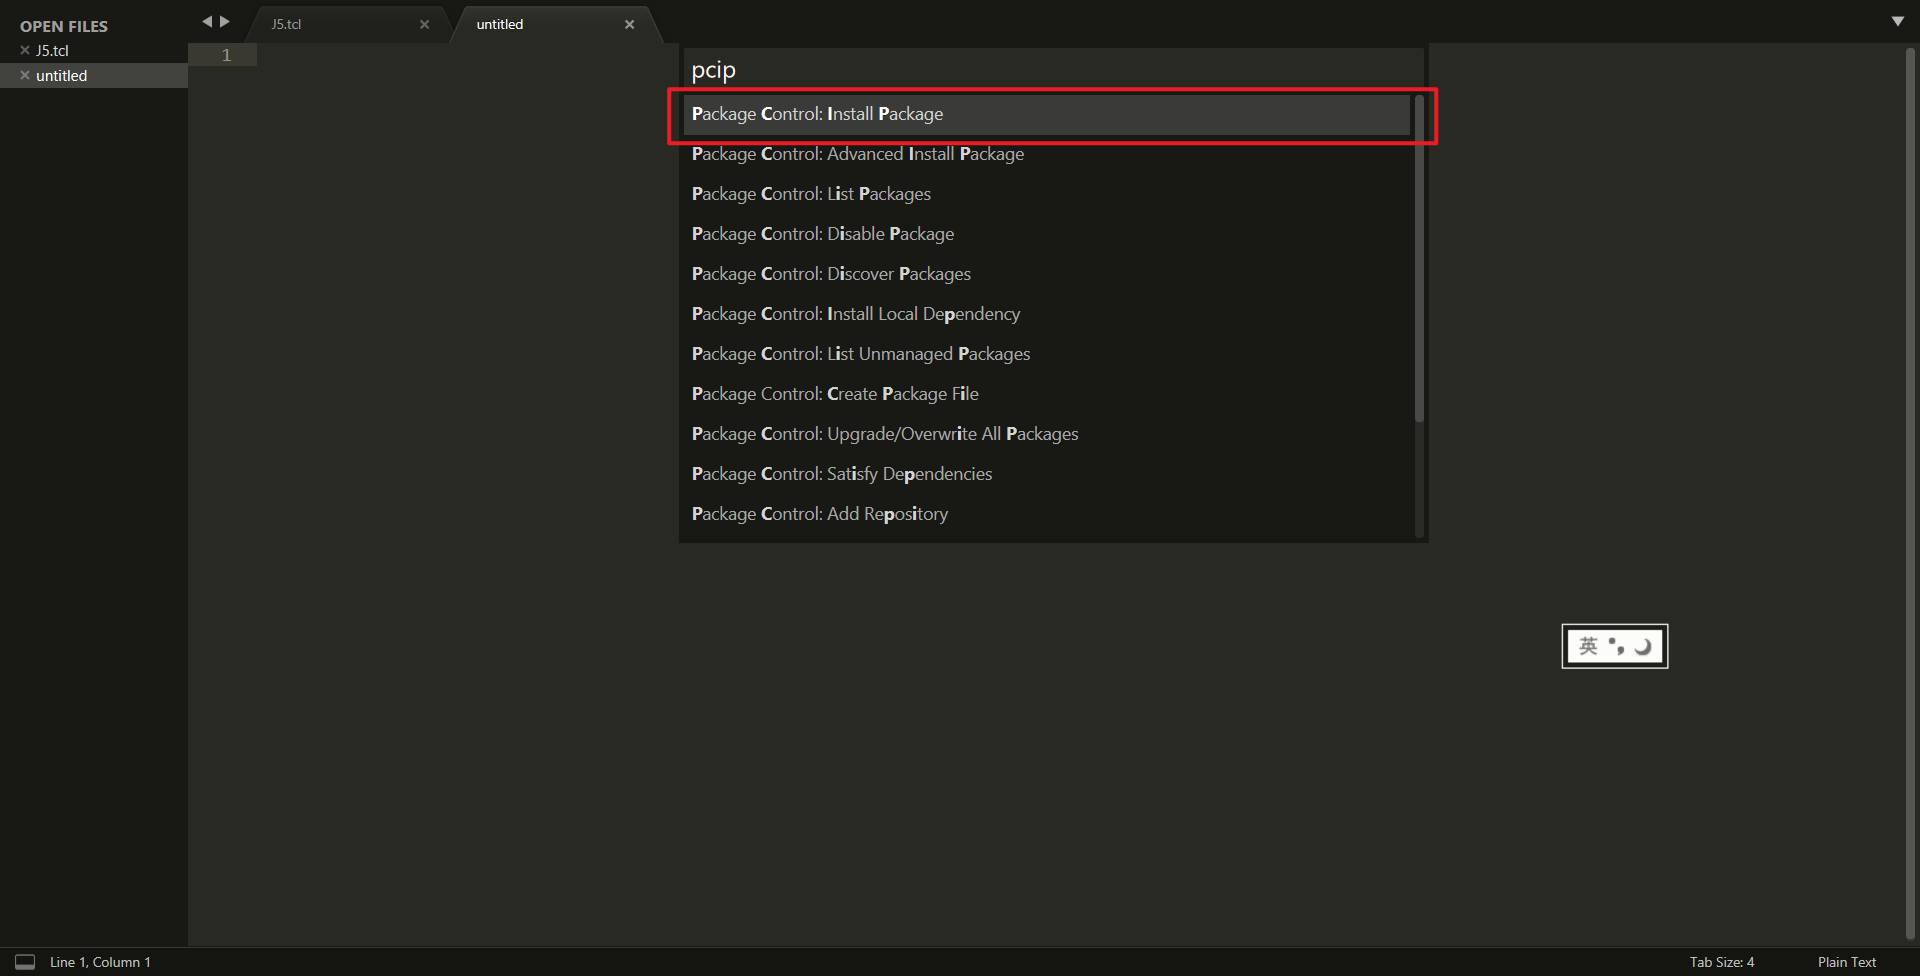 OPEN FILES
J5.tcl
untitled
J5.tcl
untitled
1
pcip
Package Control: Install Package
Package Control: Advanced Install Package
Package Control: List Packages
Package Control: Disable Package
Package Control: Discover Packages
Package Control: Install Local Dependency
Package Control: List Unmanaged Packages
Package Control: Create Package File
Package Control: Upgrade/Overwrite All Packages
Package Control: Satisfy Dependencies
Package Control: Add Repository
英
Line 1, Column 1
Tab Size: 4
Plain Text